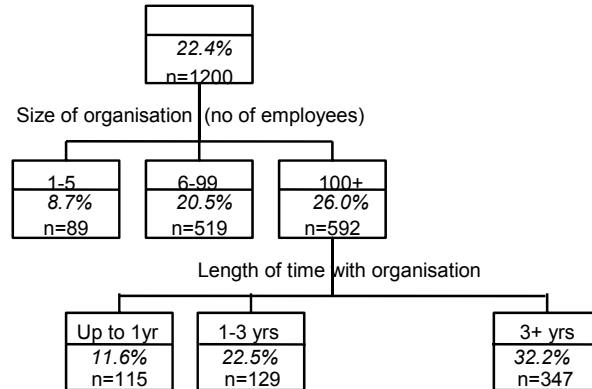 22.4%
n=1200
Size of organisation (no of employees)
1-5 6-99 100+
8.7% 20.5% 26.0%
n=89 n=519 n=592
Length of time with organisation
Up to 1yr 1-3 yrs 3+ yrs
11.6% 22.5% 32.2%
n=115 n=129 n=347